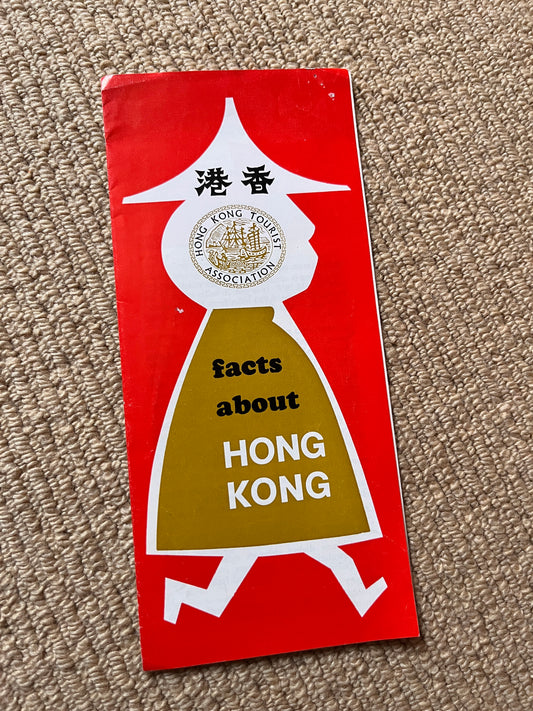 港香
HONG KONG TOURIST
ASSOCIATION
facts
about
HONG
KONG